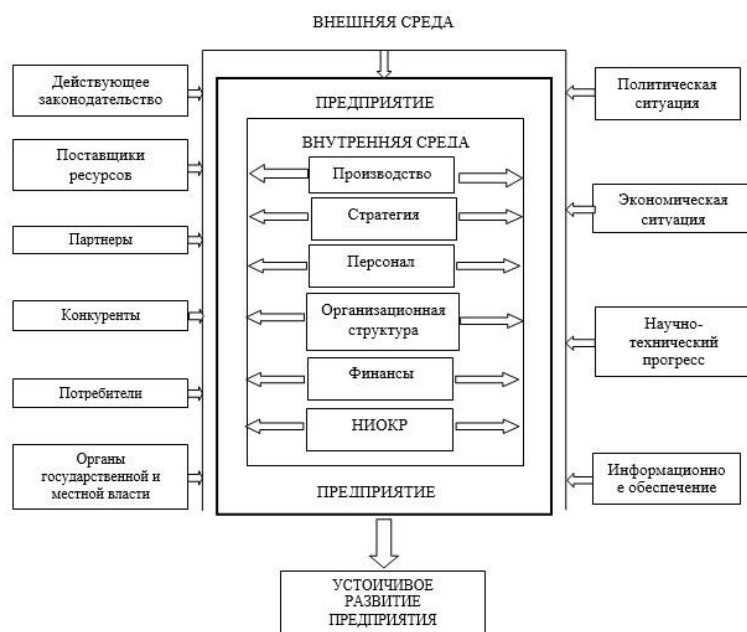 ВНЕШНЯЯ СРЕДА
Действующее
законодательство
Поставщики
ресурсов
Партнеры
Конкуренты
Потребители
Органы
государственной и
местной власти
ПРЕДПРИЯТИЕ
ВНУТРЕННЯЯ СРЕДА
Производство
Стратегия
Персонал
Организационная
структура
Финансы
НИОКР
ПРЕДПРИЯТИЕ
Политическая
ситуация
Экономическая
ситуация
Научно-
технический
прогресс
Информационно
е обеспечение
УСТОИЧИВОЕ
РАЗВИТИЕ
ПРЕДПРИЯТИЯ